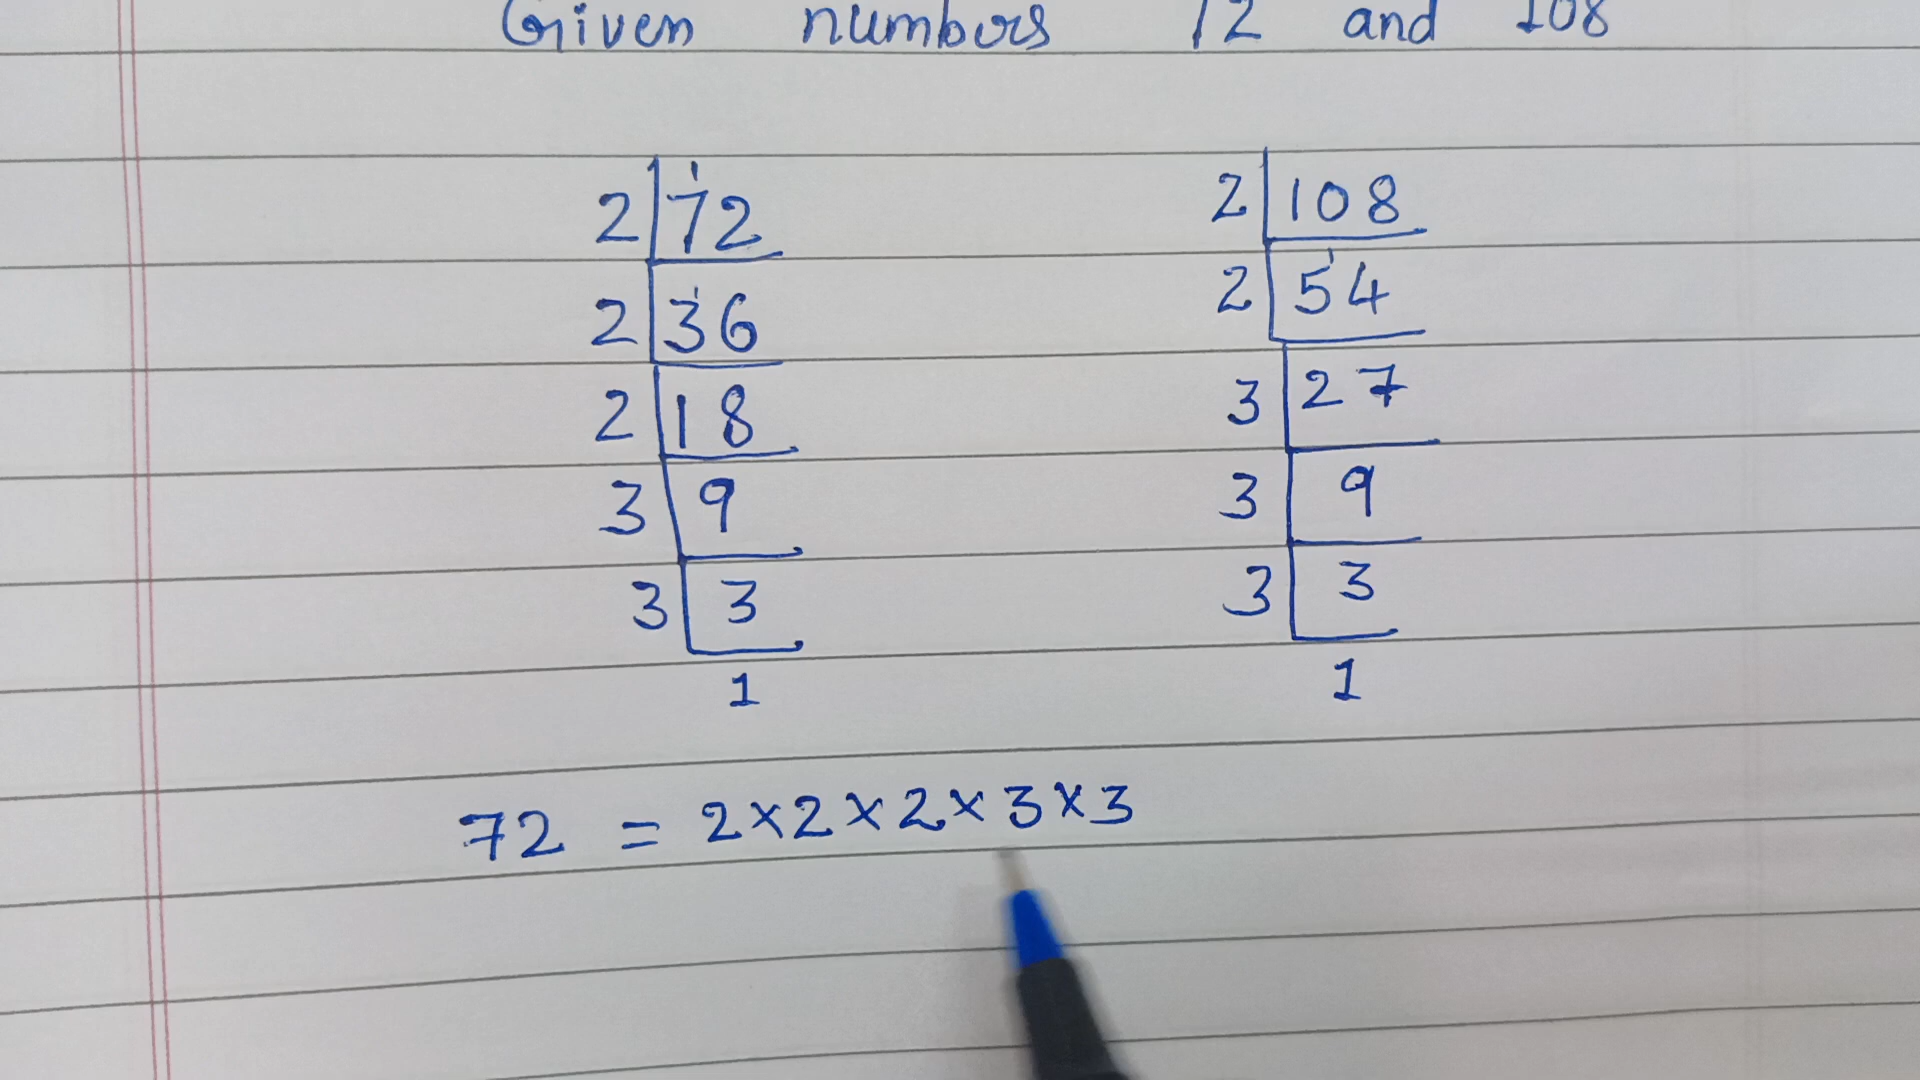 Given numbers 72 and 108
2 72 2 108
2 36 2 54
2 18 3 27
3 9 3 9
3 3 3 3
1 1
72 = 2×2×2×3×3